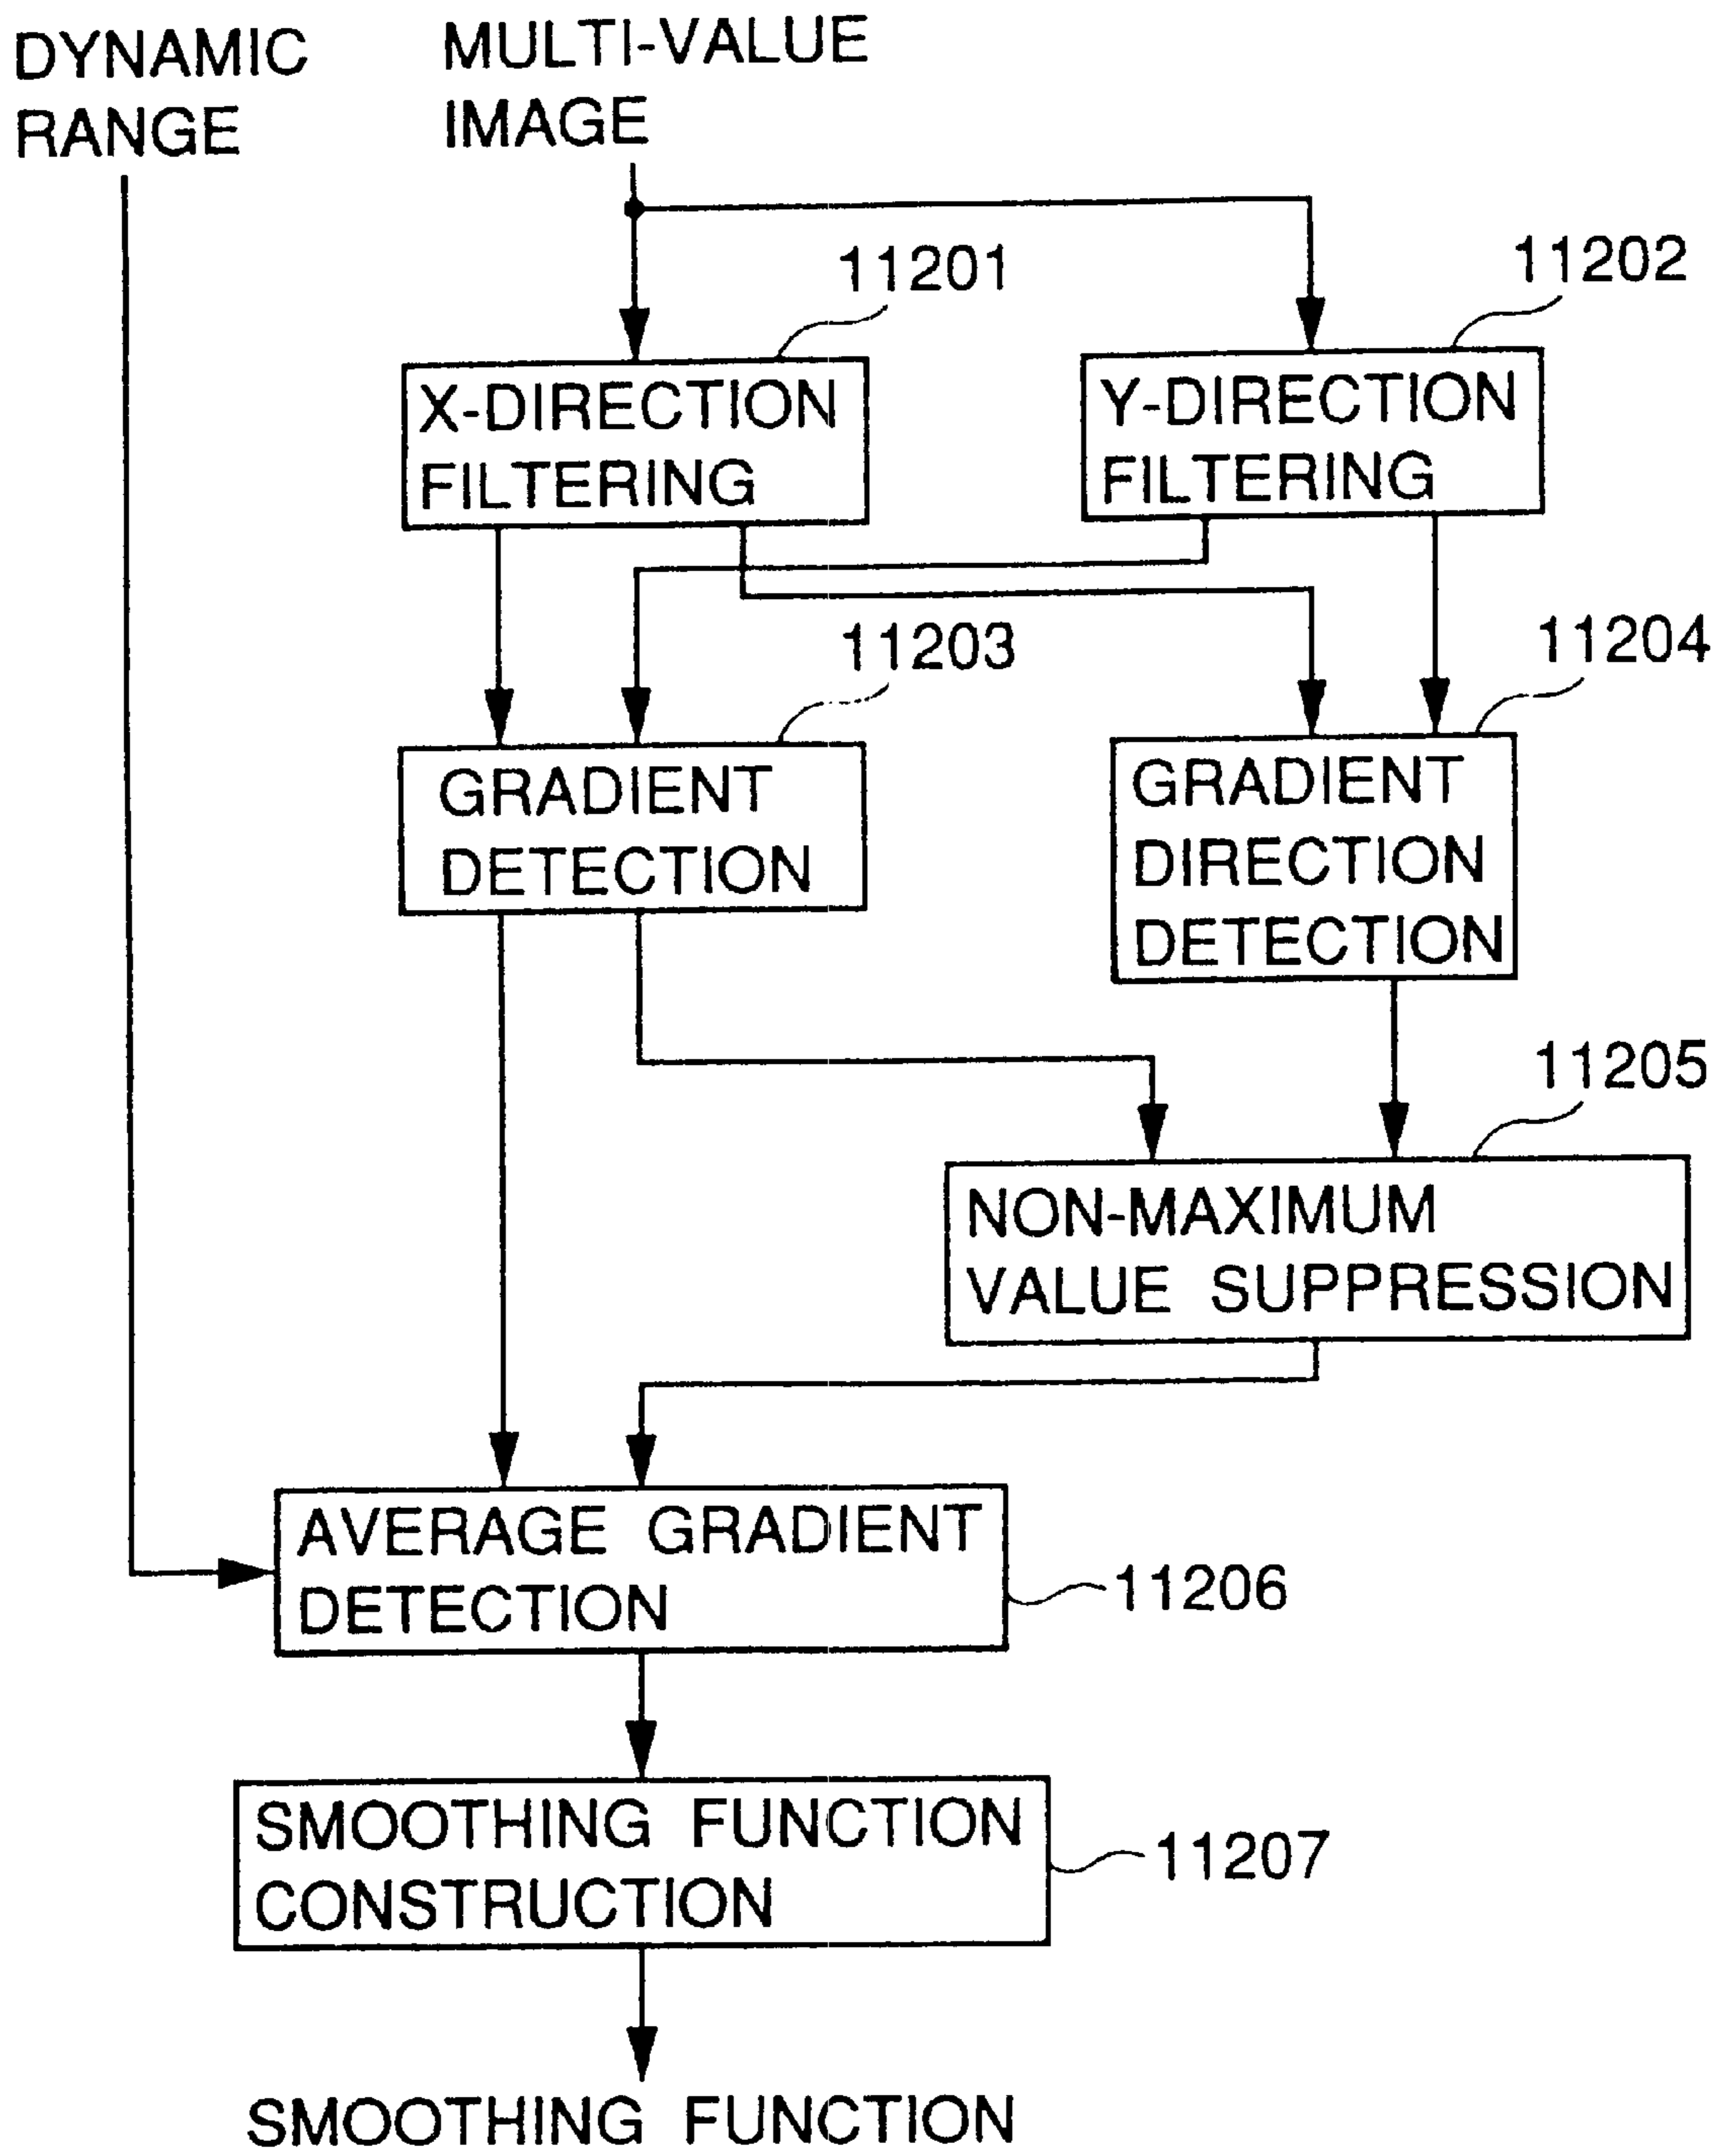 DYNAMIC
RANGE
MULTI-VALUE
IMAGE
11201
11202
X-DIRECTION
FILTERING
Y-DIRECTION
FILTERING
11203
11204
GRADIENT
DETECTION
GRADIENT
DIRECTION
DETECTION
11205
NON-MAXIMUM
VALUE SUPPRESSION
AVERAGE GRADIENT
DETECTION
11206
SMOOTHING FUNCTION
CONSTRUCTION
11207
SMOOTHING FUNCTION